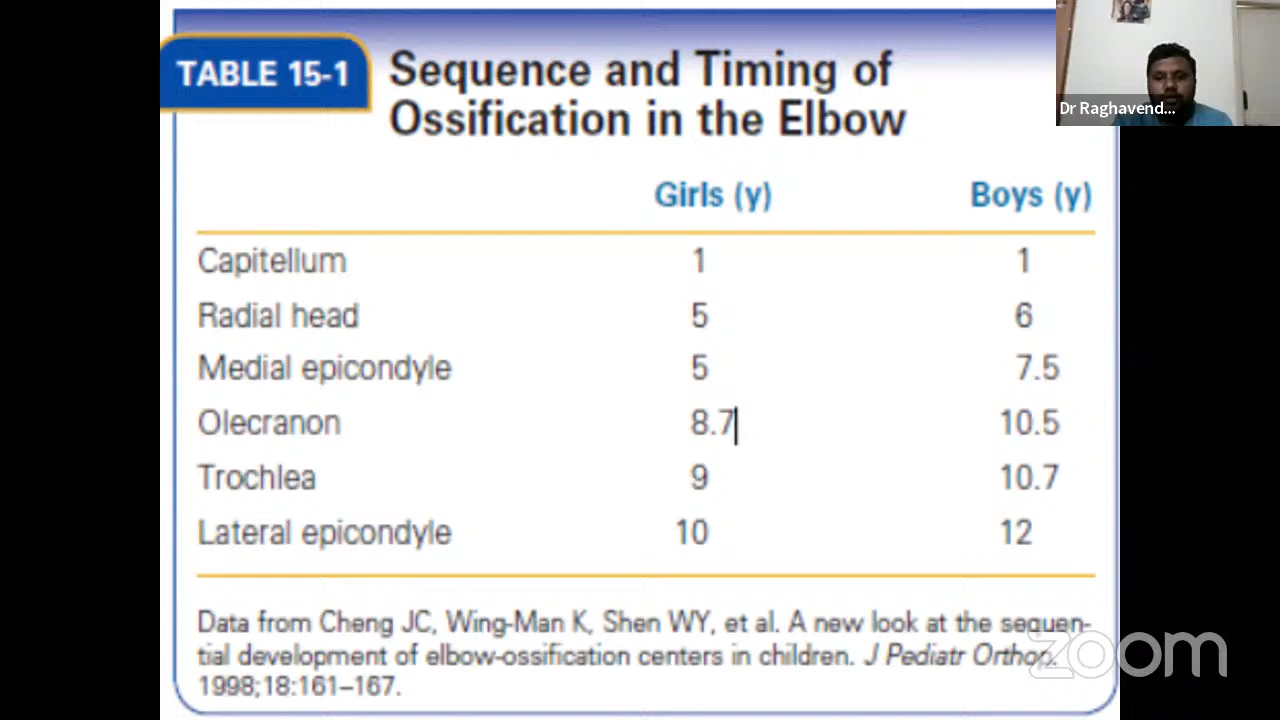 TABLE 15-1
Sequence and Timing of
Ossification in the Elbow
Girls (y) Boys (y)
Capitellum 1 1
Radial head 5 6
Medial epicondyle 5 7.5
Olecranon 8.7 10.5
Trochlea 9 10.7
Lateral epicondyle 10 12
Data from Cheng JC, Wing-Man K, Shen WY, et al. A new look at the sequen-
tial development of elbow-ossification centers in children. J Pediatr Orthop.
1998;18:161–167.
Dr Raghavend...
zoom